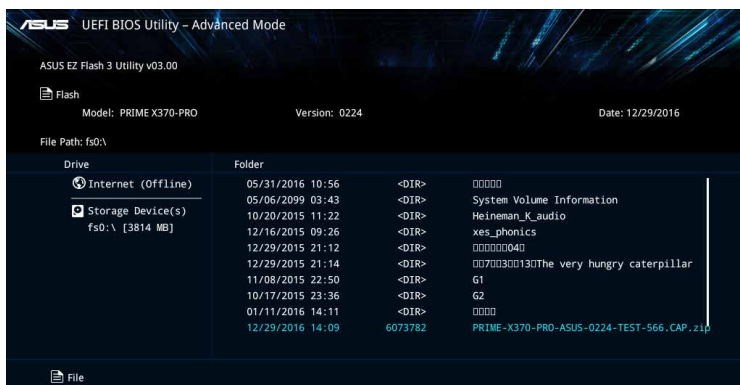 ASUS UEFI BIOS Utility – Advanced Mode
ASUS EZ Flash 3 Utility v03.00
Flash
Model: PRIME X370-PRO Version: 0224 Date: 12/29/2016
File Path: fs0:\
Drive Folder
Internet (Offline)
Storage Device(s)
fs0:\ [3814 MB]
05/31/2016 10:56 <DIR> □□□□□
05/06/2099 03:43 <DIR> System Volume Information
10/20/2015 11:22 <DIR> Heineman_K_audio
12/16/2015 09:26 <DIR> xes_phonics
12/29/2015 21:12 <DIR> □□□□□□04□
12/29/2015 21:14 <DIR> □□7□□3□□13□The very hungry caterpillar
11/08/2015 22:50 <DIR> G1
10/17/2015 23:36 <DIR> G2
01/11/2016 14:11 <DIR> □□□□
12/29/2016 14:09 6073782 PRIME-X370-PRO-ASUS-0224-TEST-566.CAP.zip
File